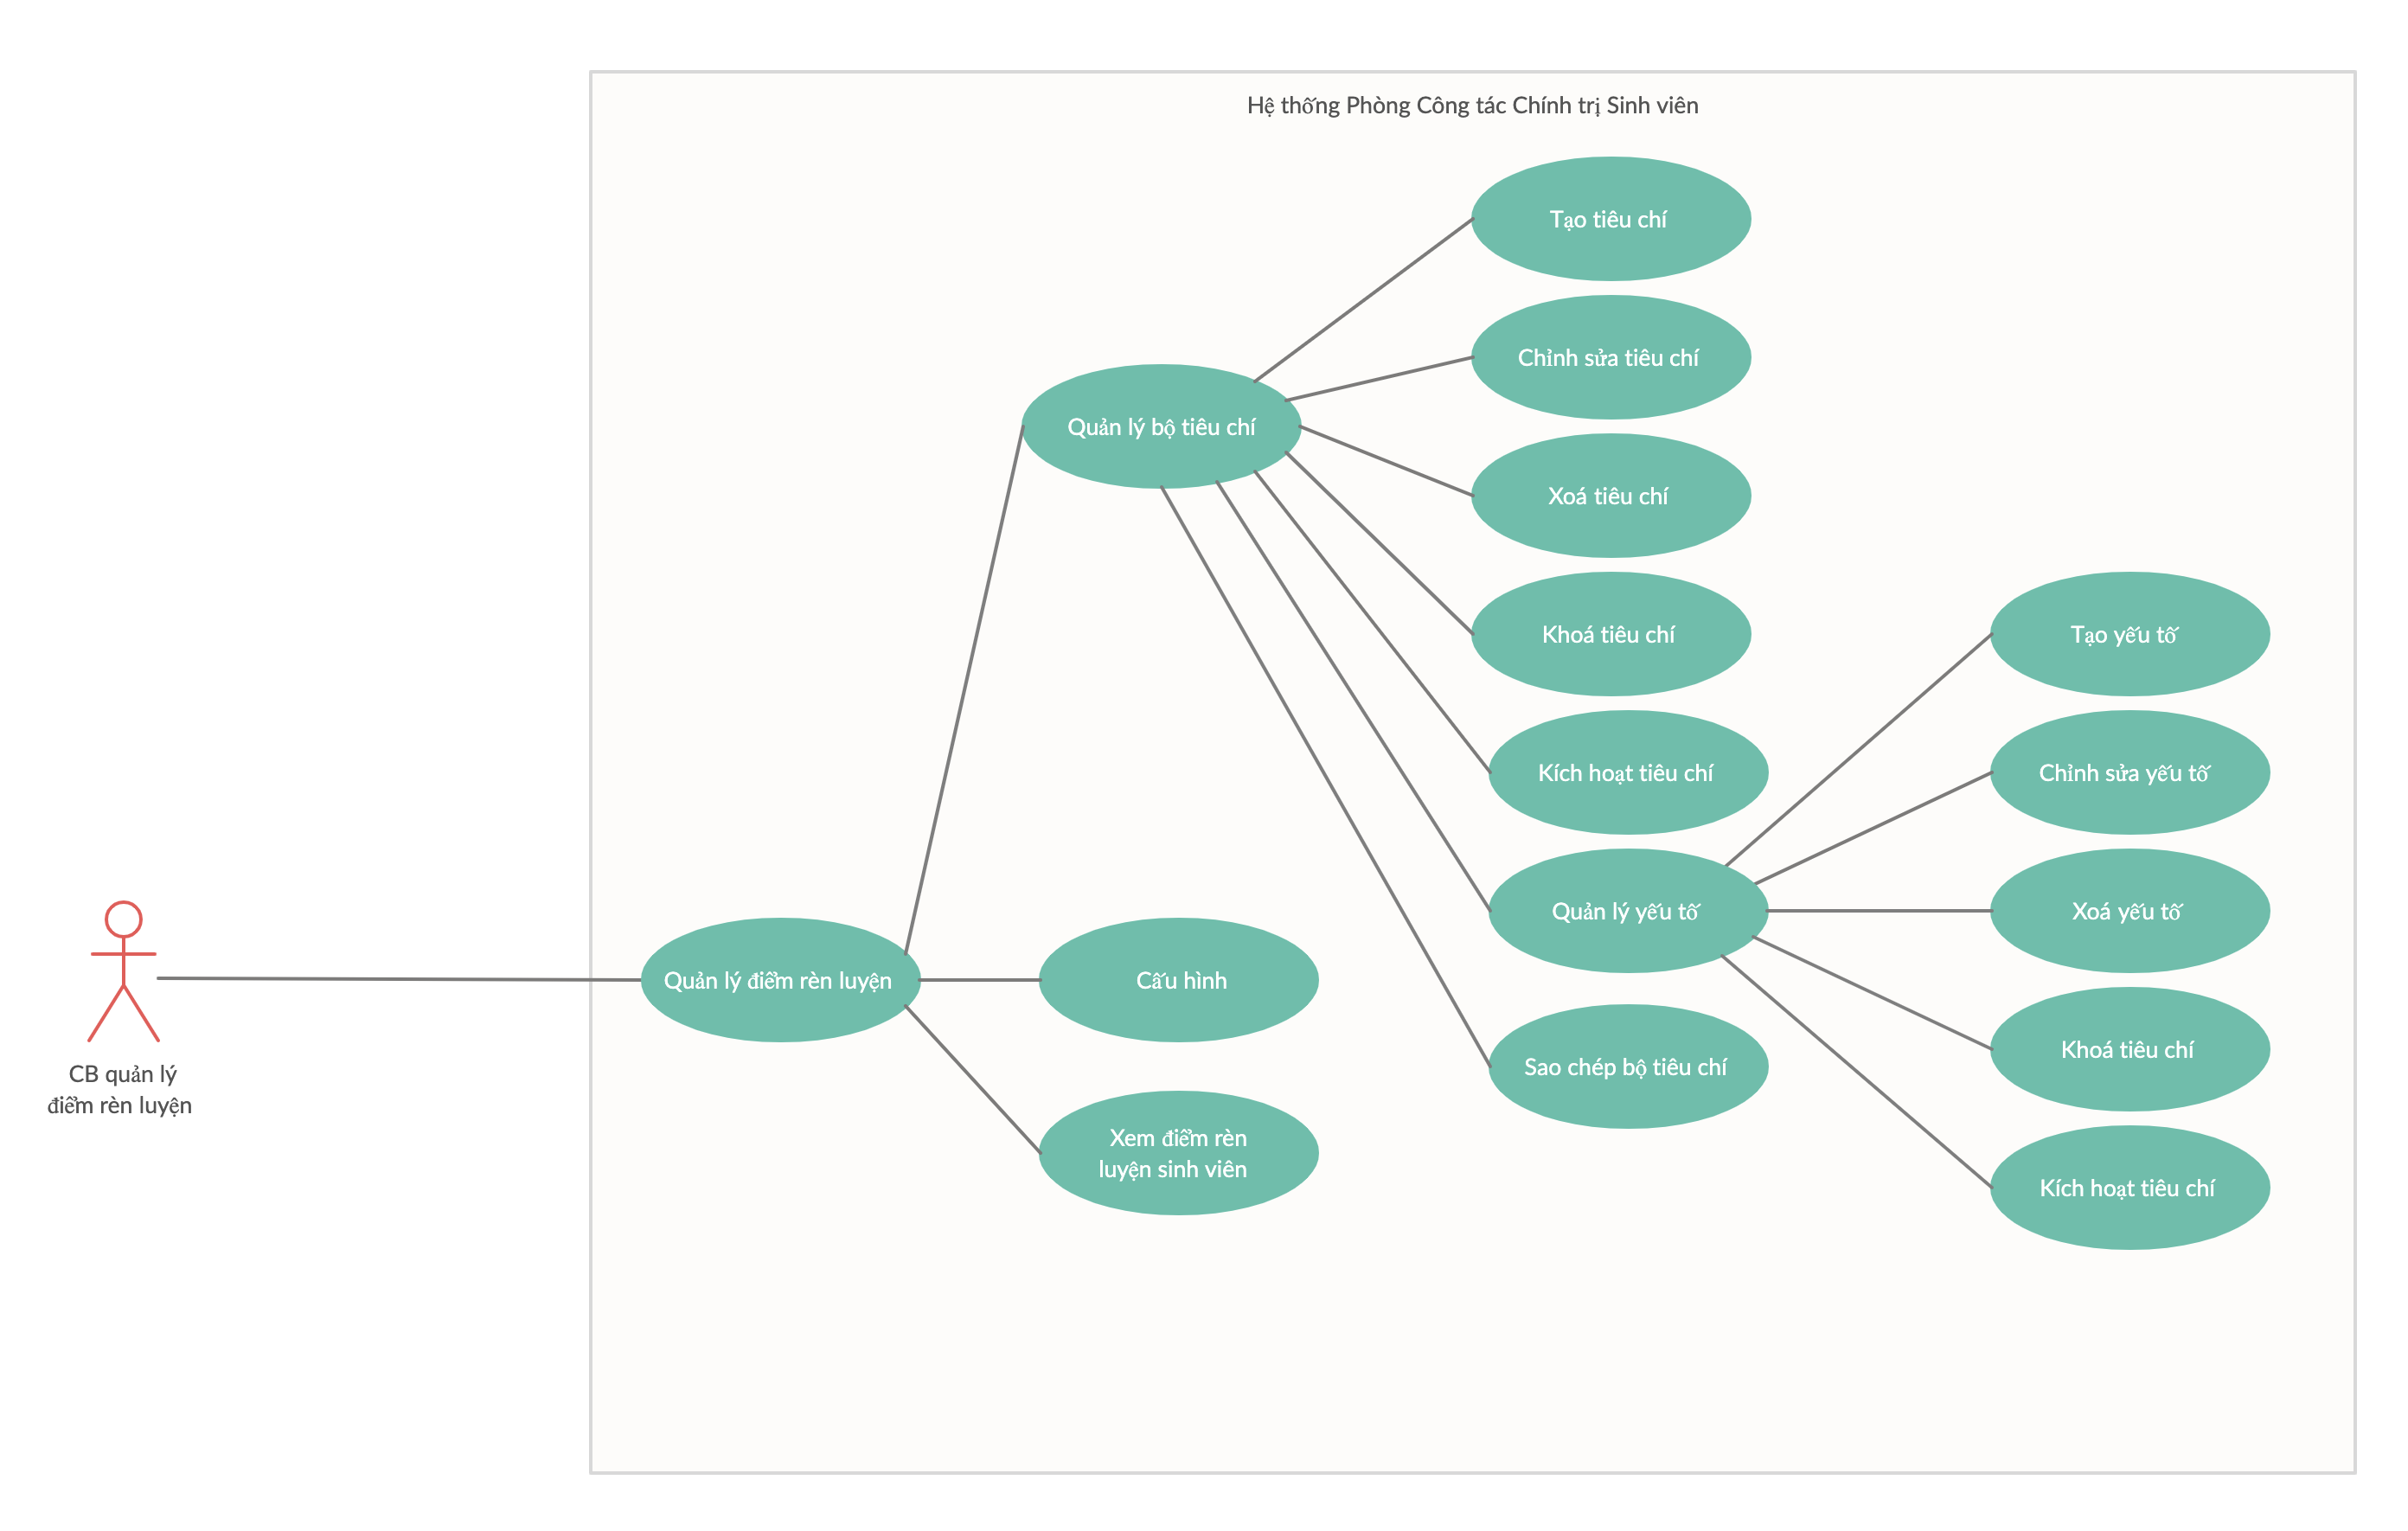 Hệ thống Phòng Công tác Chính trị Sinh viên
Tạo tiêu chí
Chỉnh sửa tiêu chí
Quản lý bộ tiêu chí
Xoá tiêu chí
Khoá tiêu chí
Tạo yếu tố
Kích hoạt tiêu chí
Chỉnh sửa yếu tố
Quản lý yếu tố
Xoá yếu tố
Quản lý điểm rèn luyện
Cấu hình
Khoá tiêu chí
Sao chép bộ tiêu chí
CB quản lý
điểm rèn luyện
Xem điểm rèn
luyện sinh viên
Kích hoạt tiêu chí